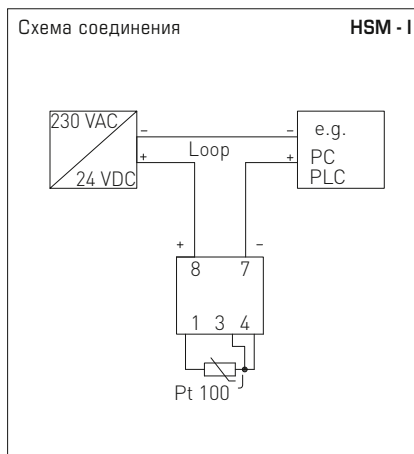 Схема соединения HSM - I
230 VAC
24 VDC
-
+
Loop
-
+
e.g.
PC
PLC
+
-
8 7
1 3 4
Pt 100